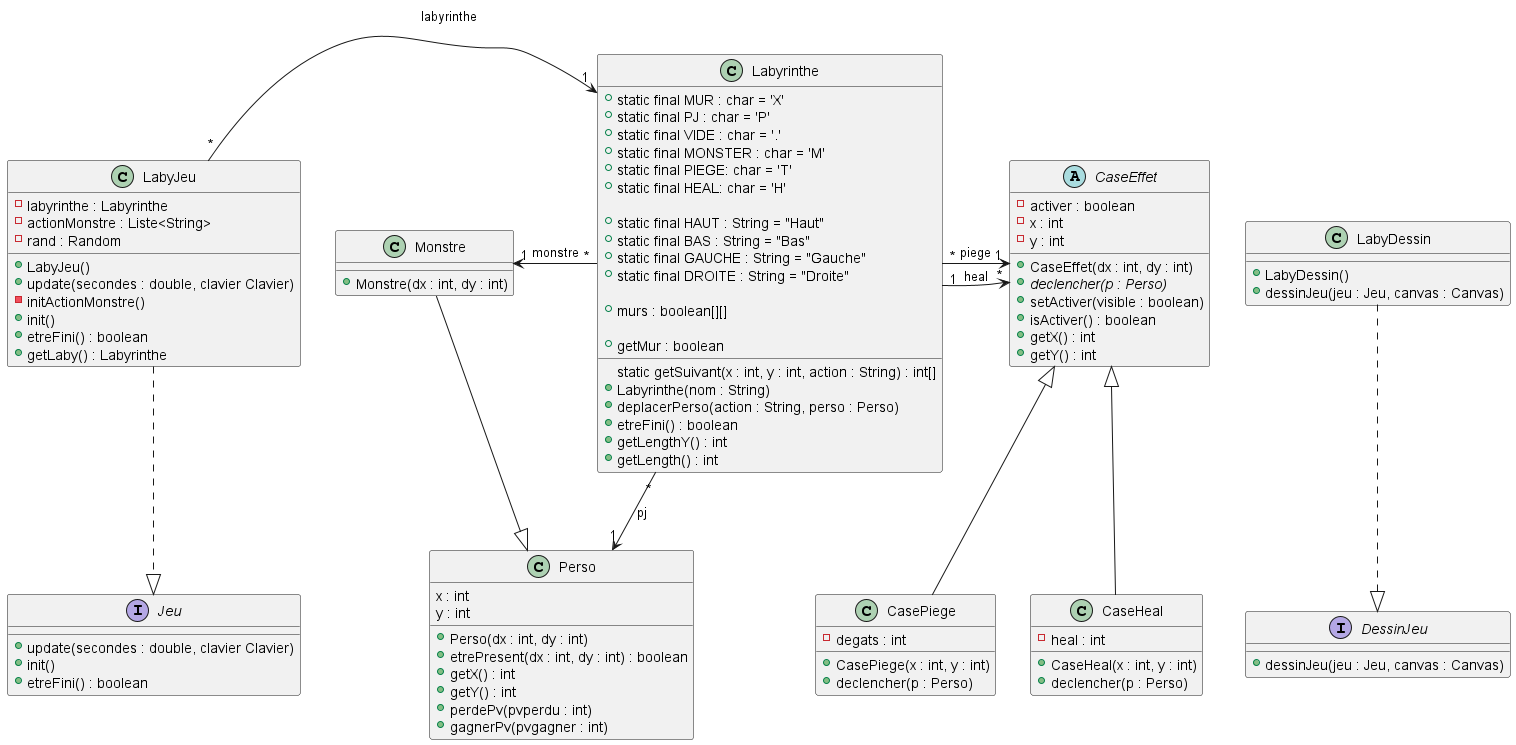 labyrinthe
*
1
C LabyJeu
labyrinthe : Labyrinthe
actionMonstre : Liste<String>
rand : Random
LabyJeu()
update(secondes : double, clavier Clavier)
initActionMonstre()
init()
etreFini() : boolean
getLaby() : Labyrinthe
C Monstre
Monstre(dx : int, dy : int)
1 monstre *
C Labyrinthe
static final MUR : char = 'X'
static final PJ : char = 'P'
static final VIDE : char = '.'
static final MONSTER : char = 'M'
static final PIEGE: char = 'T'
static final HEAL: char = 'H'
static final HAUT : String = "Haut"
static final BAS : String = "Bas"
static final GAUCHE : String = "Gauche"
static final DROITE : String = "Droite"
murs : boolean[][]
getMur : boolean
static getSuivant(x : int, y : int, action : String) : int[]
Labyrinthe(nom : String)
deplacerPerso(action : String, perso : Perso)
etreFini() : boolean
getLengthY() : int
getLength() : int
* piege 1
1 heal *
A CaseEffet
activer : boolean
x : int
y : int
CaseEffet(dx : int, dy : int)
declencher(p : Perso)
setActiver(visible : boolean)
isActiver() : boolean
getX() : int
getY() : int
C LabyDessin
LabyDessin()
dessinJeu(jeu : Jeu, canvas : Canvas)
*
pj
1
I Jeu
update(secondes : double, clavier Clavier)
init()
etreFini() : boolean
C Perso
x : int
y : int
Perso(dx : int, dy : int)
etrePresent(dx : int, dy : int) : boolean
getX() : int
getY() : int
perdePv(pvperdu : int)
gagnerPv(pvgagner : int)
C CasePiege
degats : int
CasePiege(x : int, y : int)
declencher(p : Perso)
C CaseHeal
heal : int
CaseHeal(x : int, y : int)
declencher(p : Perso)
I DessinJeu
dessinJeu(jeu : Jeu, canvas : Canvas)